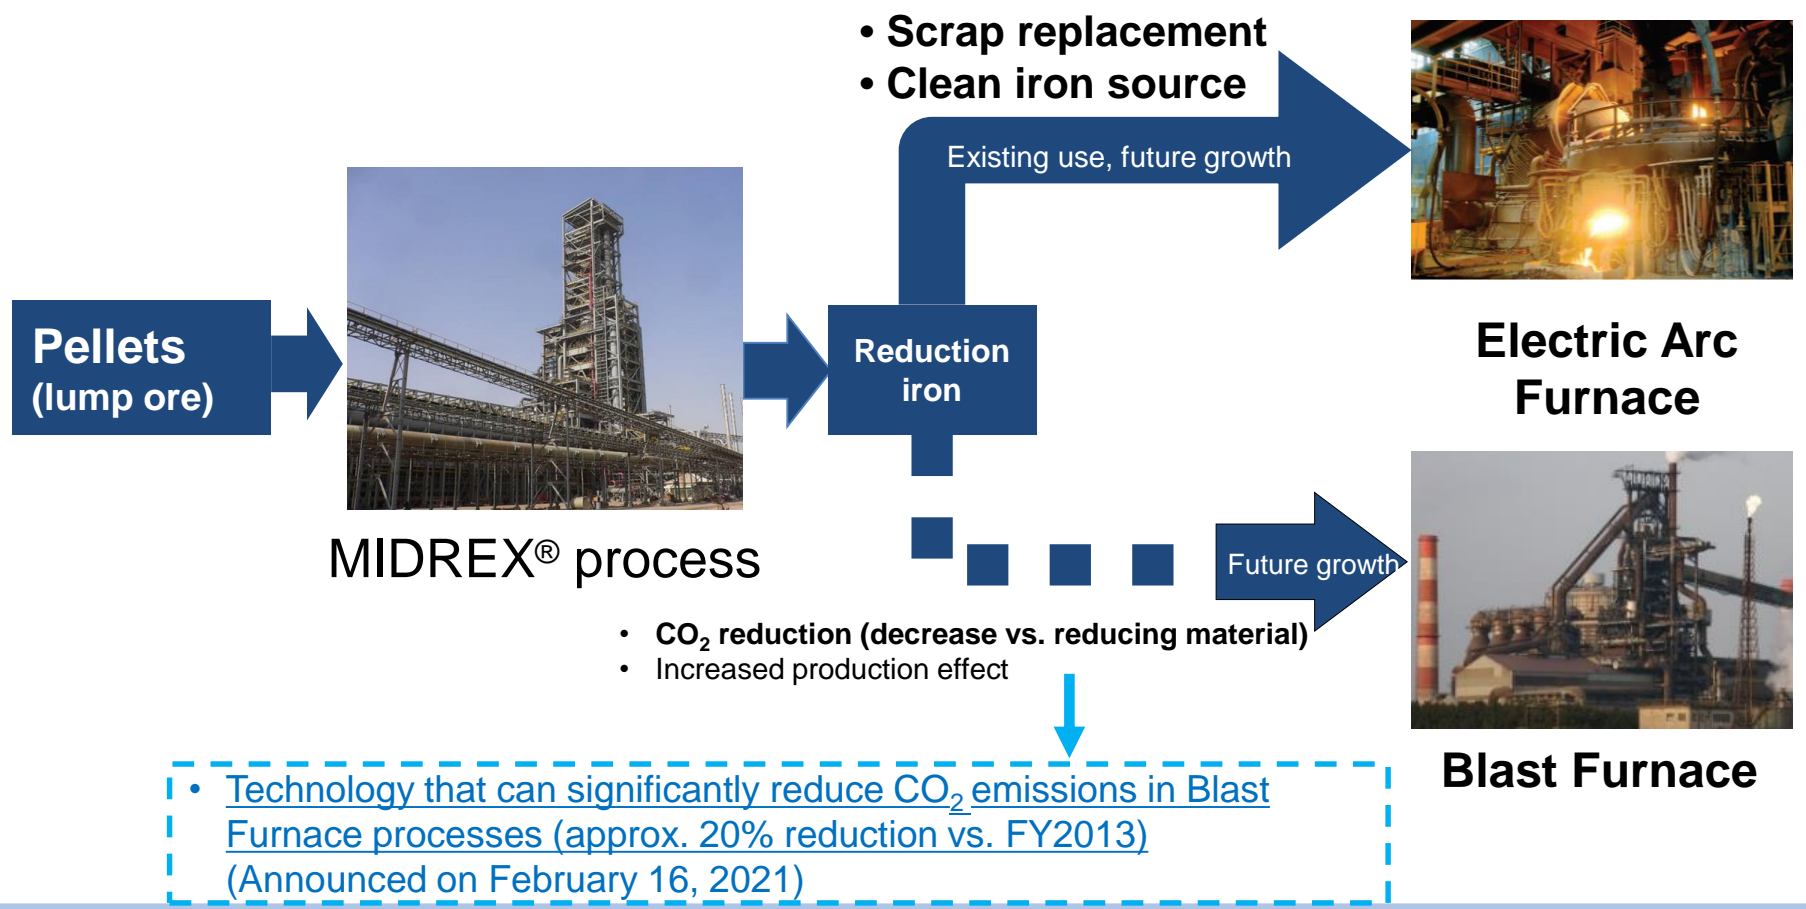 • Scrap replacement
• Clean iron source
Existing use, future growth
Electric Arc
Furnace
Pellets
(lump ore)
MIDREX® process
Reduction
iron
Future growth
Blast Furnace
• CO₂ reduction (decrease vs. reducing material)
• Increased production effect
• Technology that can significantly reduce CO₂ emissions in Blast
Furnace processes (approx. 20% reduction vs. FY2013)
(Announced on February 16, 2021)